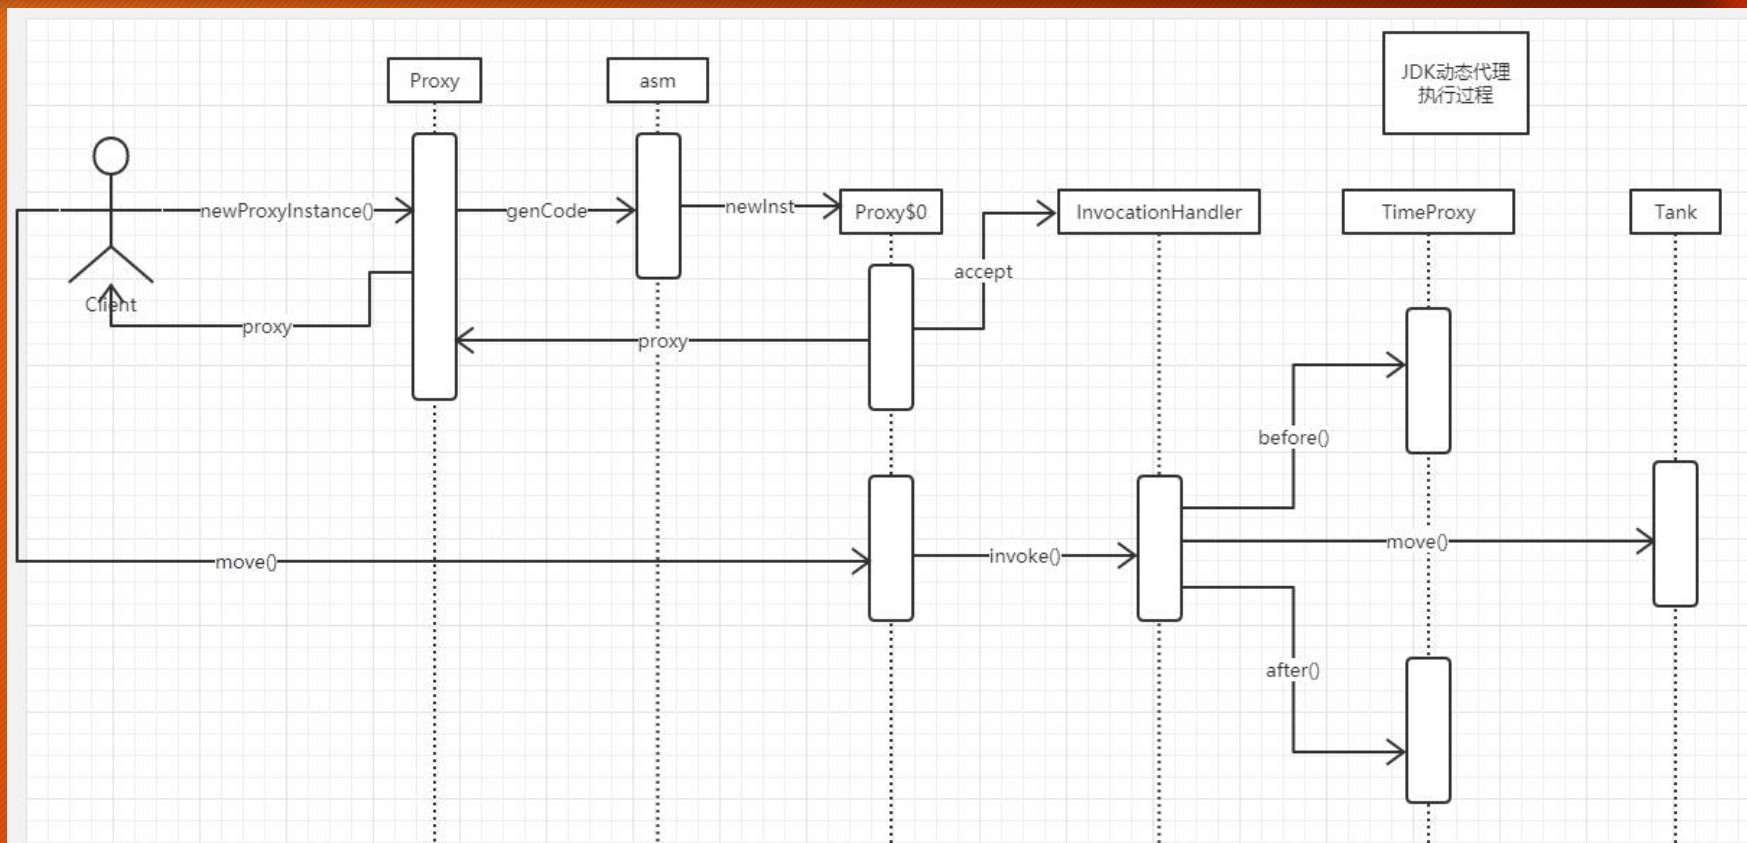 JDK动态代理
执行过程
Proxy
asm
newProxyInstance()
genCode
newInst
Proxy$0
InvocationHandler
TimeProxy
Tank
accept
Client
proxy
proxy
before()
move()
invoke()
move()
after()